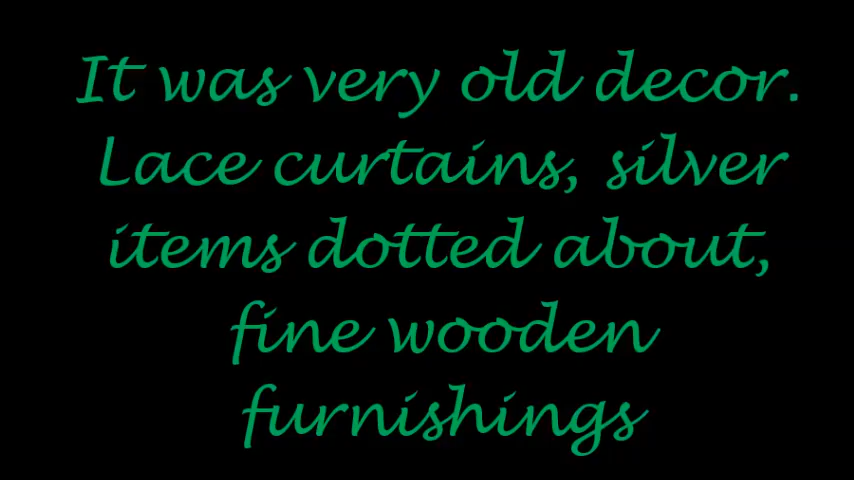 It was very old decor.
Lace curtains, silver
items dotted about,
fine wooden
furnishings